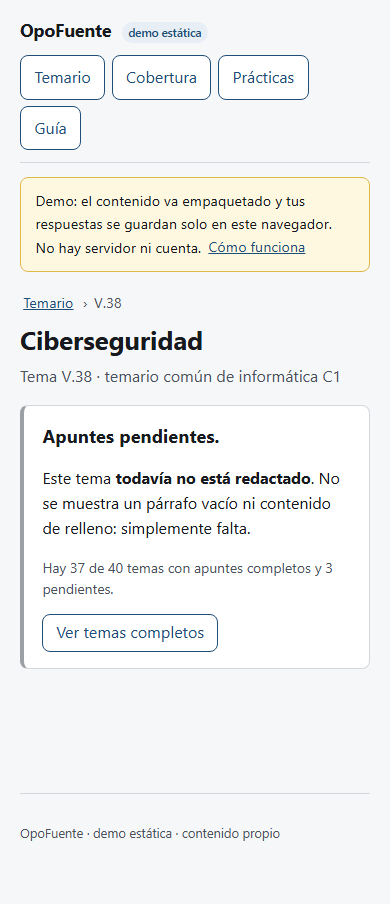 OpoFuente demo estática
Temario Cobertura Prácticas
Guía
Demo: el contenido va empaquetado y tus
respuestas se guardan solo en este navegador.
No hay servidor ni cuenta. Cómo funciona
Temario › V.38
Ciberseguridad
Tema V.38 · temario común de informática C1
Apuntes pendientes.
Este tema todavía no está redactado. No
se muestra un párrafo vacío ni contenido
de relleno: simplemente falta.
Hay 37 de 40 temas con apuntes completos y 3
pendientes.
Ver temas completos
OpoFuente · demo estática · contenido propio